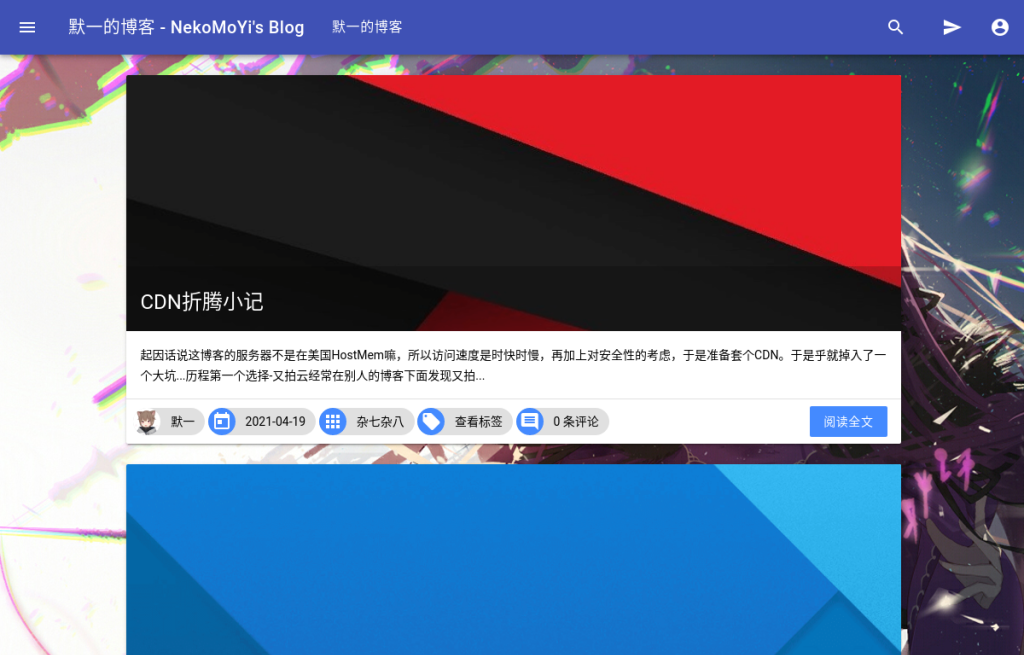 默一的博客 - NekoMoYi's Blog
默一的博客
CDN折腾小记
起因话说这博客的服务器不是在美国HostMem嘛，所以访问速度是时快时慢，再加上对安全性的考虑，于是准备套个CDN。于是乎就掉入了一
个大坑...历程第一个选择-又拍云经常在别人的博客下面发现又拍...
默一
2021-04-19
杂七杂八
查看标签
0 条评论
阅读全文